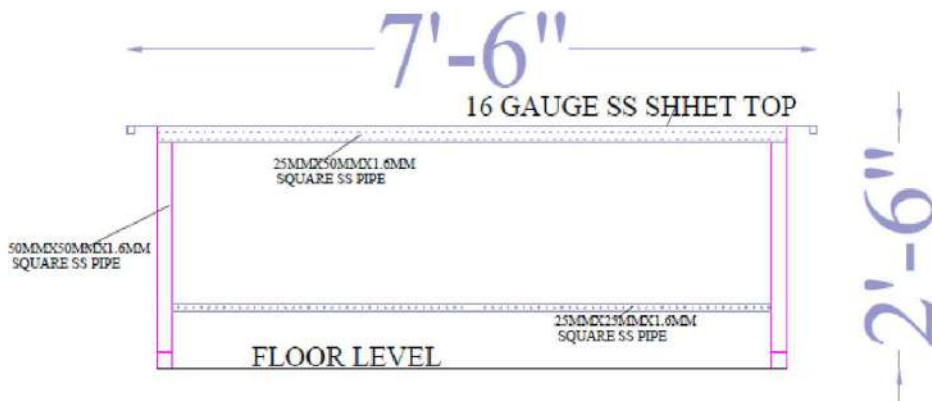 7'-6"
16 GAUGE SS SHHET TOP
25MMX50MMX1.6MM
SQUARE SS PIPE
50MMX50MMX1.6MM
SQUARE SS PIPE
2'-6"
25MMX25MMX1.6MM
SQUARE SS PIPE
FLOOR LEVEL